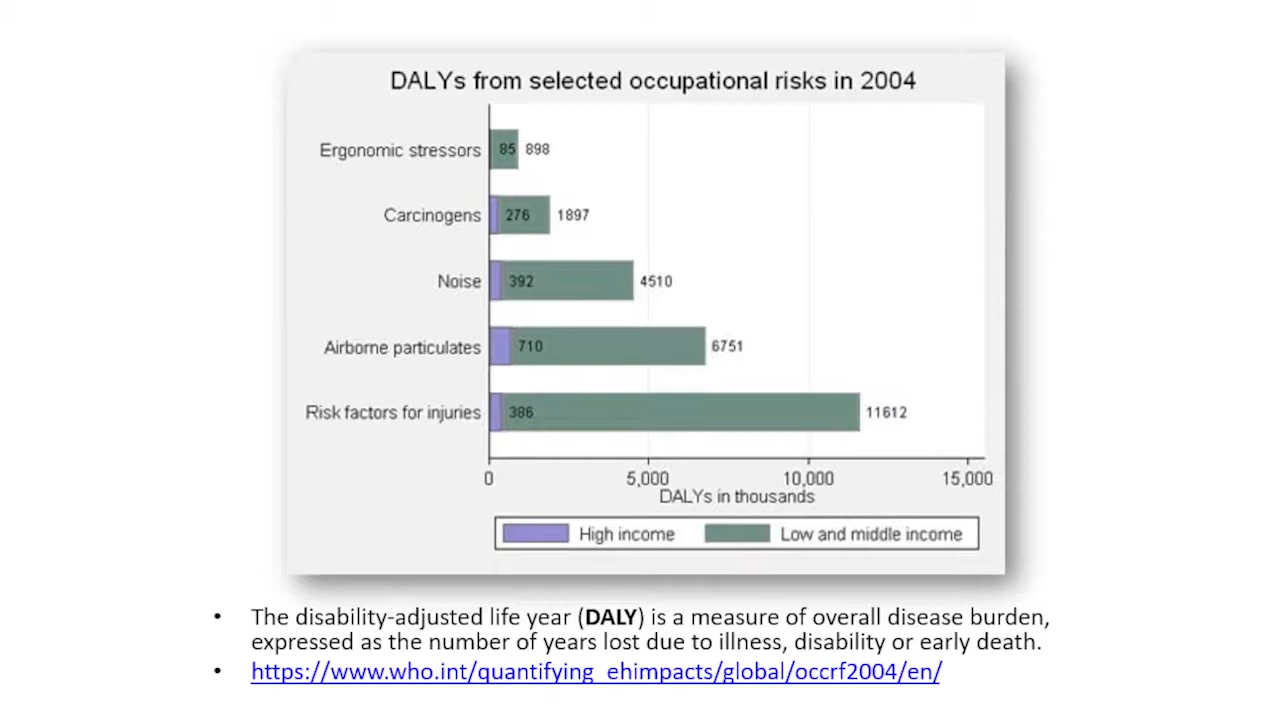 DALYs from selected occupational risks in 2004
Ergonomic stressors 85 898
Carcinogens 276 1897
Noise 392 4510
Airborne particulates 710 6751
Risk factors for injuries 386 11612
0 5,000 10,000 15,000
DALYs in thousands
High income Low and middle income
• The disability-adjusted life year (DALY) is a measure of overall disease burden,
expressed as the number of years lost due to illness, disability or early death.
• https://www.who.int/quantifying_ehimpacts/global/occrf2004/en/